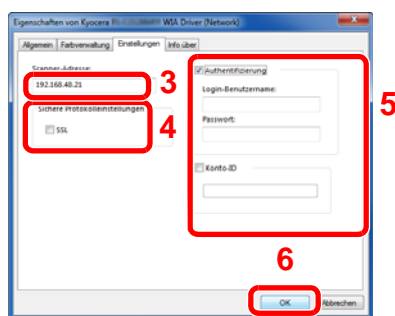 Eigenschaften von Kyocera WIA Driver (Network)
Allgemein Farbverwaltung Einstellungen Info über
Scanner-Adresse:
192.168.48.21
3
Sichere Protokolleinstellungen
SSL
4
Authentifizierung
Login-Benutzername:
Passwort:
Konto-ID
5
6
OK Abbrechen